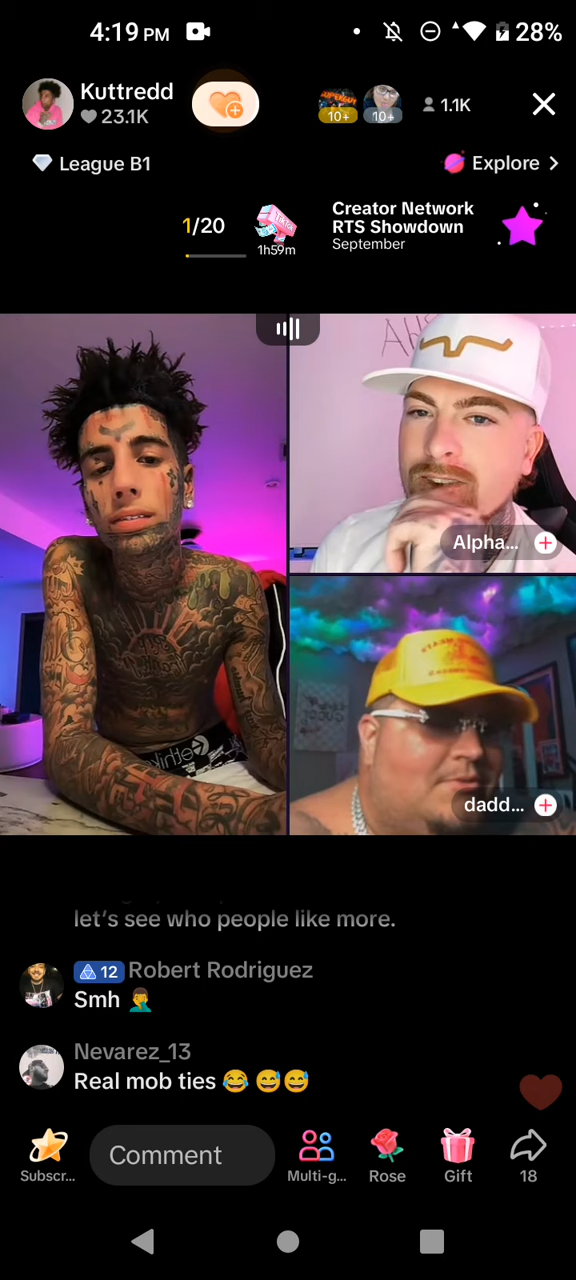 4:19 PM
28%
Kuttredd
23.1K
10+
10+
1.1K
League B1
Explore
1/20
1h59m
Creator Network
RTS Showdown
September
Alpha...
dadd...
let's see who people like more.
12 Robert Rodriguez
Smh
Nevarez_13
Real mob ties
Comment
Subscr...
Multi-g...
Rose
Gift
18